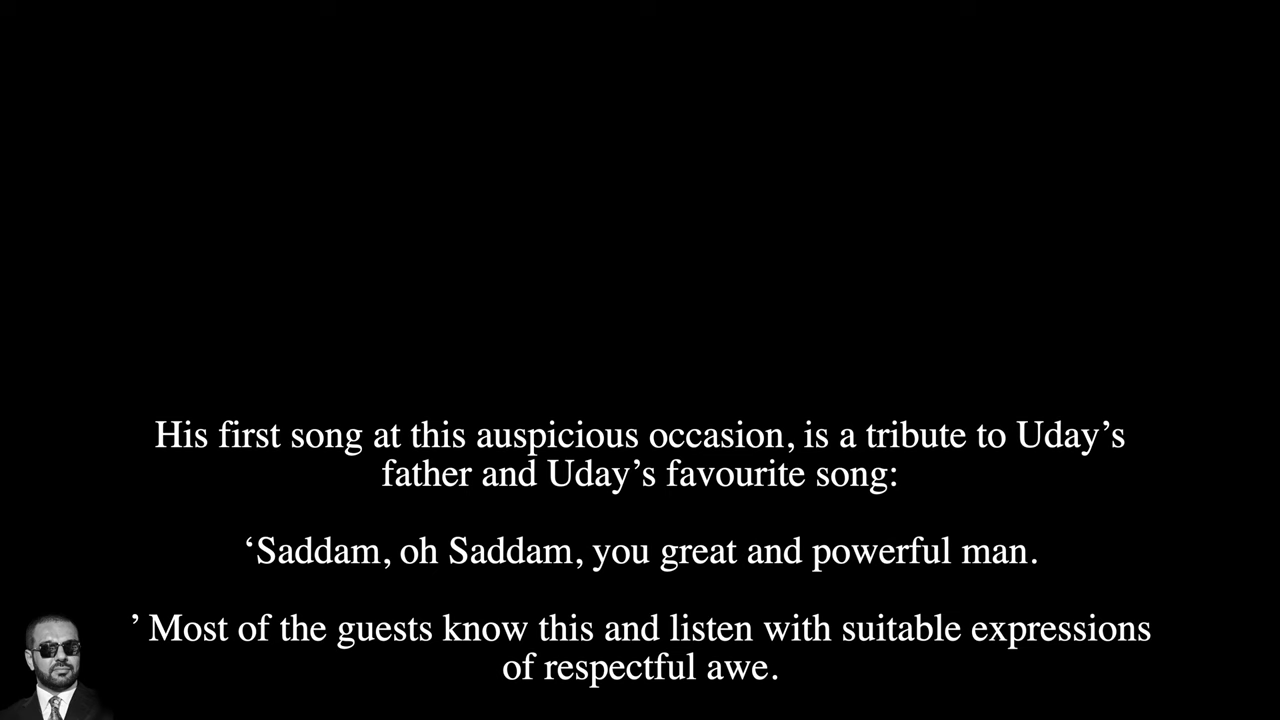 His first song at this auspicious occasion, is a tribute to Uday’s
father and Uday’s favourite song:
‘Saddam, oh Saddam, you great and powerful man.
’ Most of the guests know this and listen with suitable expressions
of respectful awe.